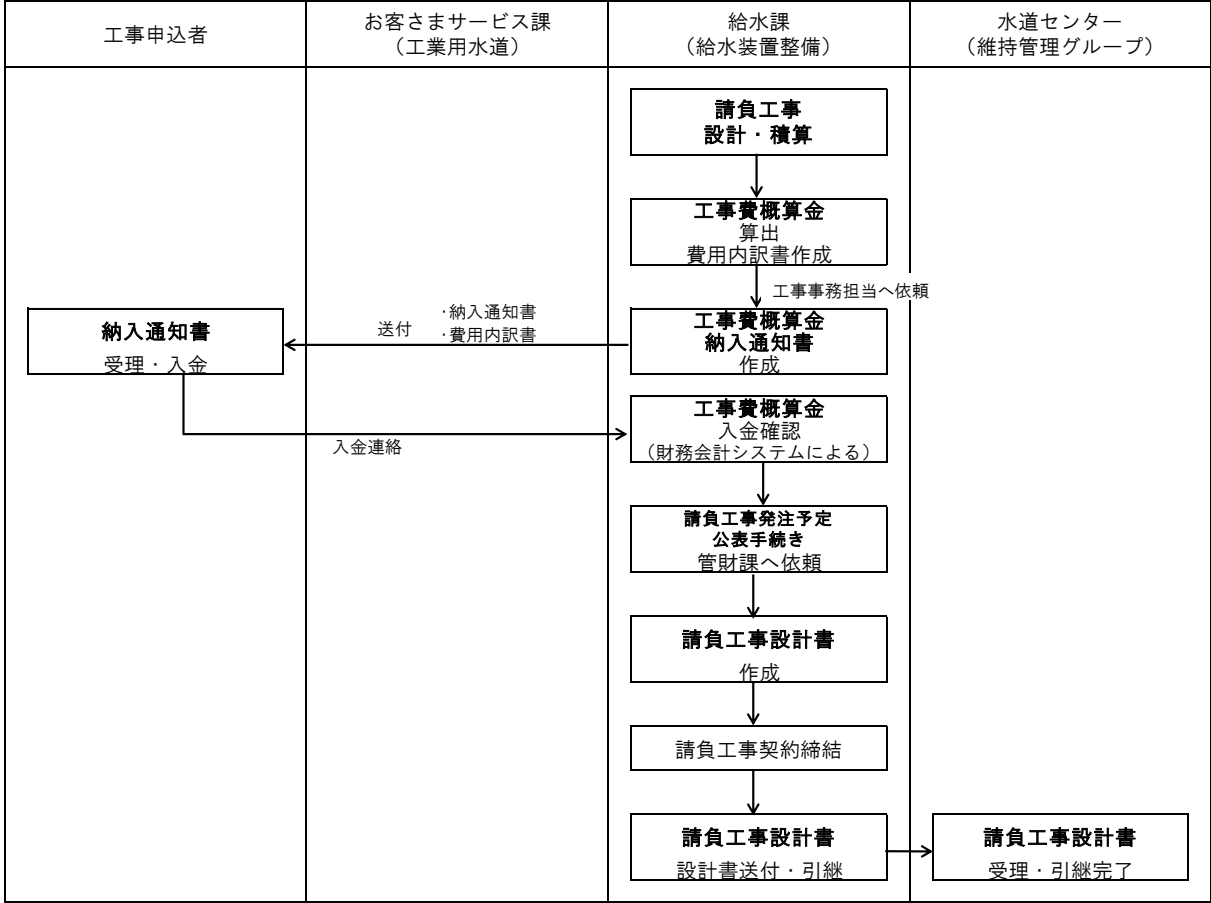 工事申込者
お客さまサービス課
（工業用水道）
給水課
（給水装置整備）
水道センター
（維持管理グループ）
請負工事
設計・積算
工事費概算金
算出
費用内訳書作成
工事事務担当へ依頼
工事費概算金
納入通知書
作成
・納入通知書
・費用内訳書
送付
納入通知書
受理・入金
入金連絡
工事費概算金
入金確認
（財務会計システムによる）
請負工事発注予定
公表手続き
管財課へ依頼
請負工事設計書
作成
請負工事契約締結
請負工事設計書
設計書送付・引継
請負工事設計書
受理・引継完了